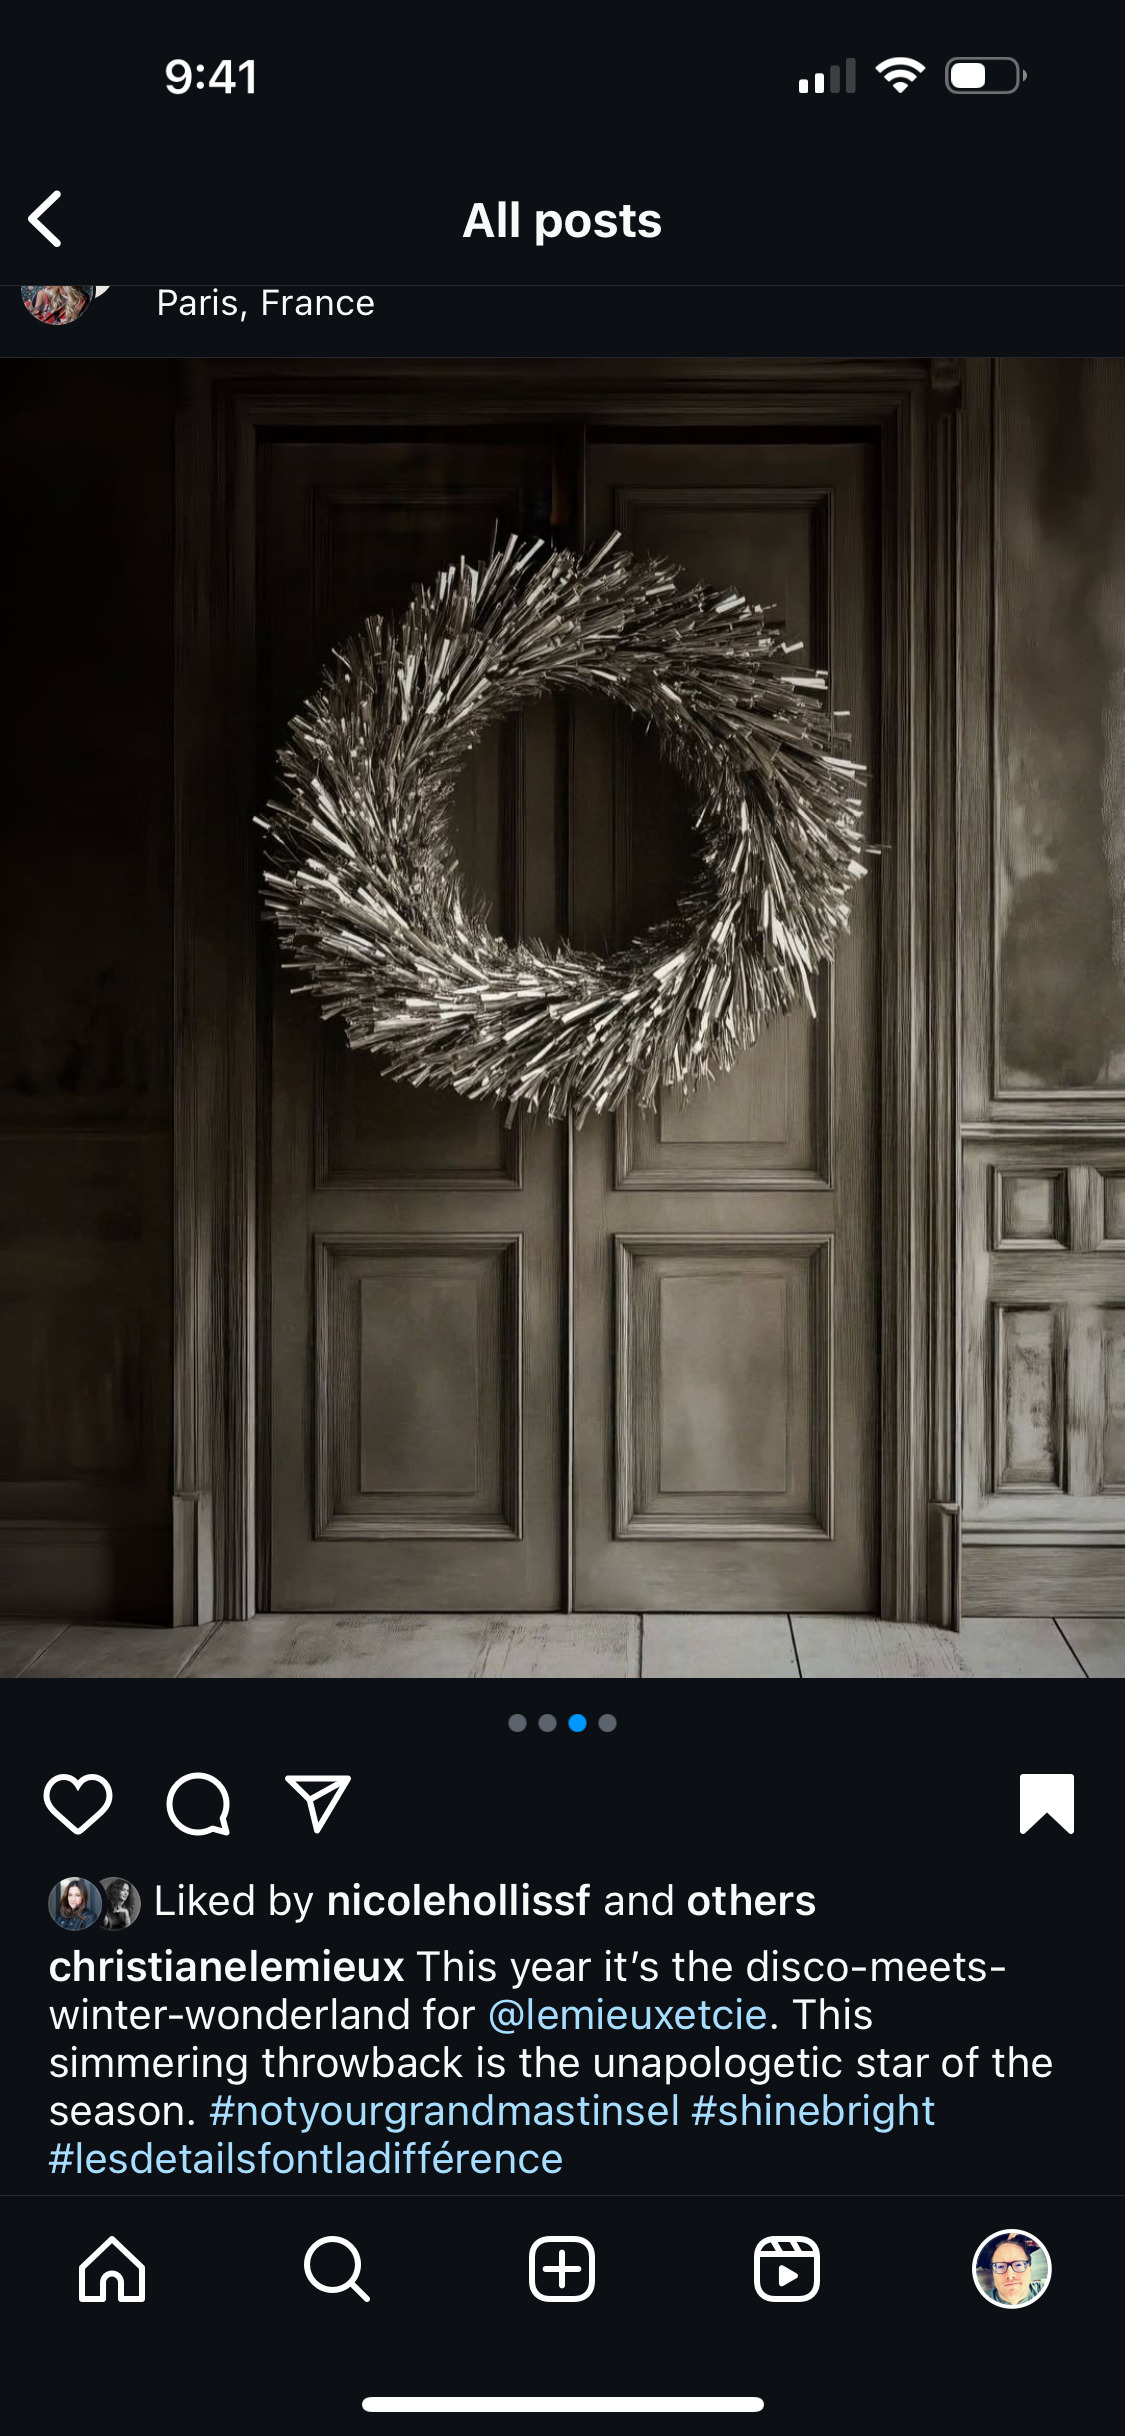 9:41
All posts
Paris, France
Liked by nicolehollissf and others
christianelemieux This year it’s the disco-meets-
winter-wonderland for @lemieuxetcie. This
simmering throwback is the unapologetic star of the
season. #notyourgrandmastinsel #shinebright
#lesdetailsfontladifférence